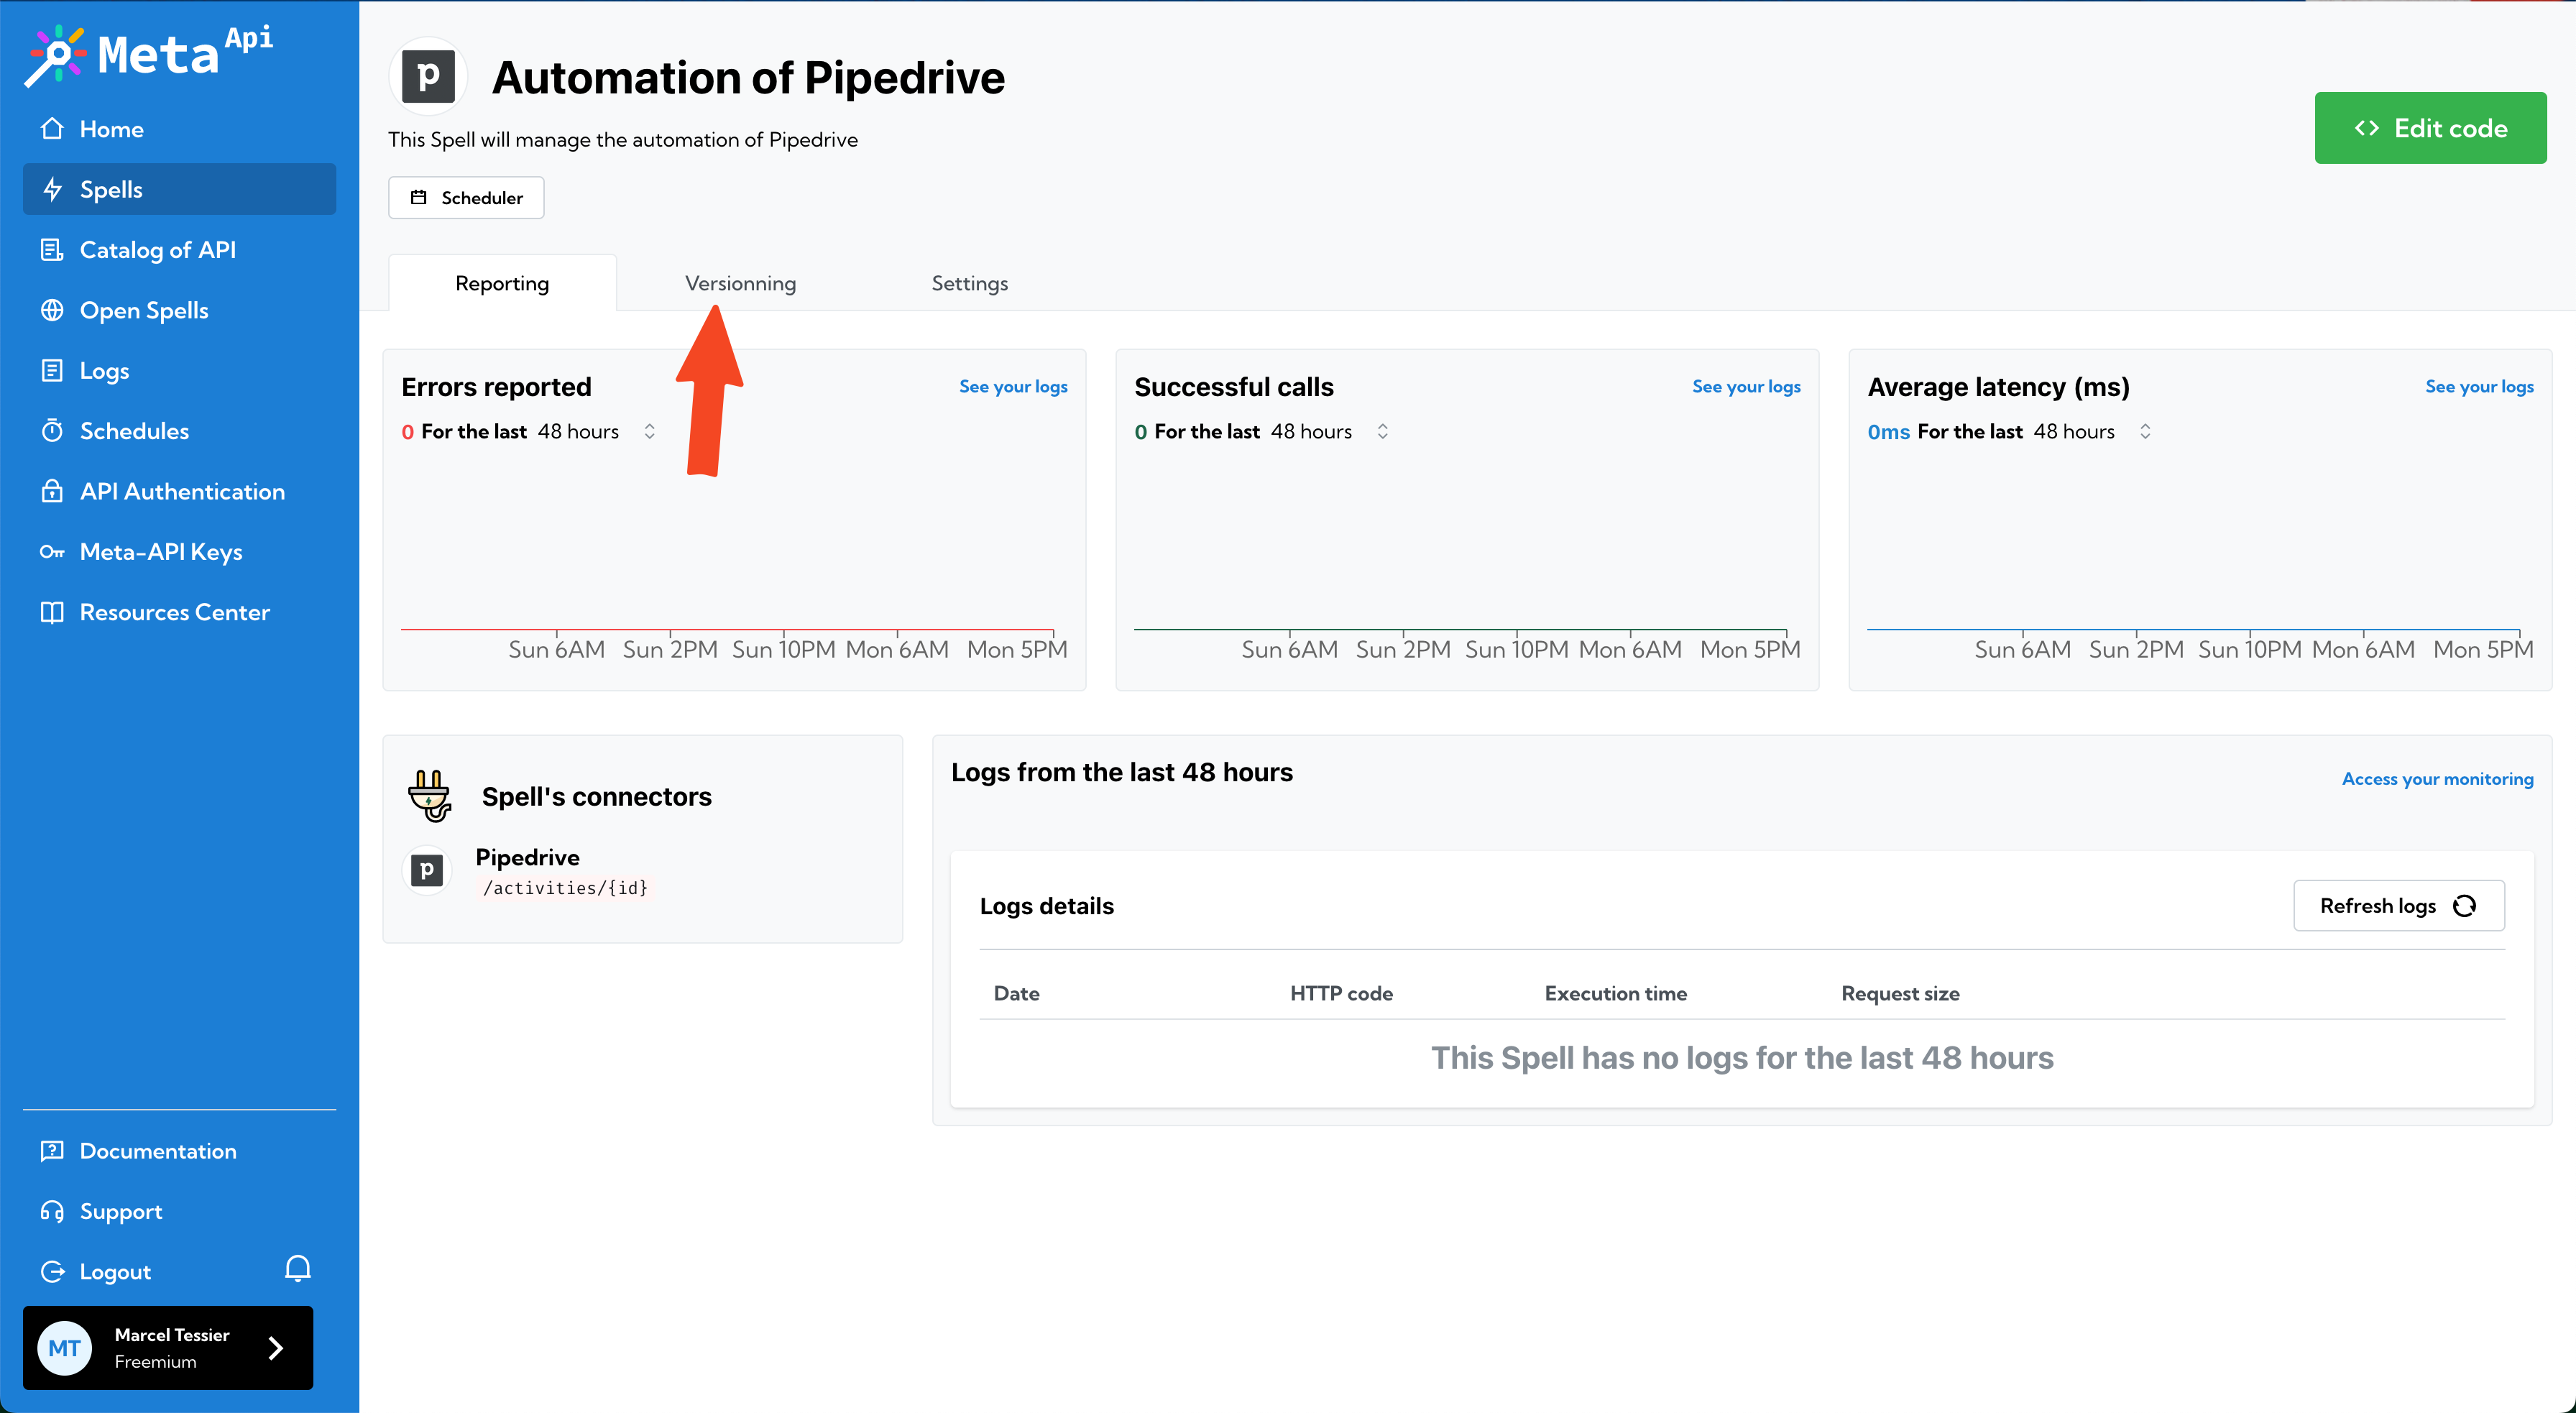 Meta Api
Home
Spells
Catalog of API
Open Spells
Logs
Schedules
API Authentication
Meta-API Keys
Resources Center
Documentation
Support
Logout
MT
Marcel Tessier
Freemium
p
Automation of Pipedrive
This Spell will manage the automation of Pipedrive
Edit code
Scheduler
Reporting
Versionning
Settings
Errors reported
See your logs
0 For the last 48 hours
Sun 6AM Sun 2PM Sun 10PM Mon 6AM Mon 5PM
Successful calls
See your logs
0 For the last 48 hours
Sun 6AM Sun 2PM Sun 10PM Mon 6AM Mon 5PM
Average latency (ms)
See your logs
0ms For the last 48 hours
Sun 6AM Sun 2PM Sun 10PM Mon 6AM Mon 5PM
Spell's connectors
p
Pipedrive
/activities/{id}
Logs from the last 48 hours
Access your monitoring
Logs details
Refresh logs
Date HTTP code Execution time Request size
This Spell has no logs for the last 48 hours